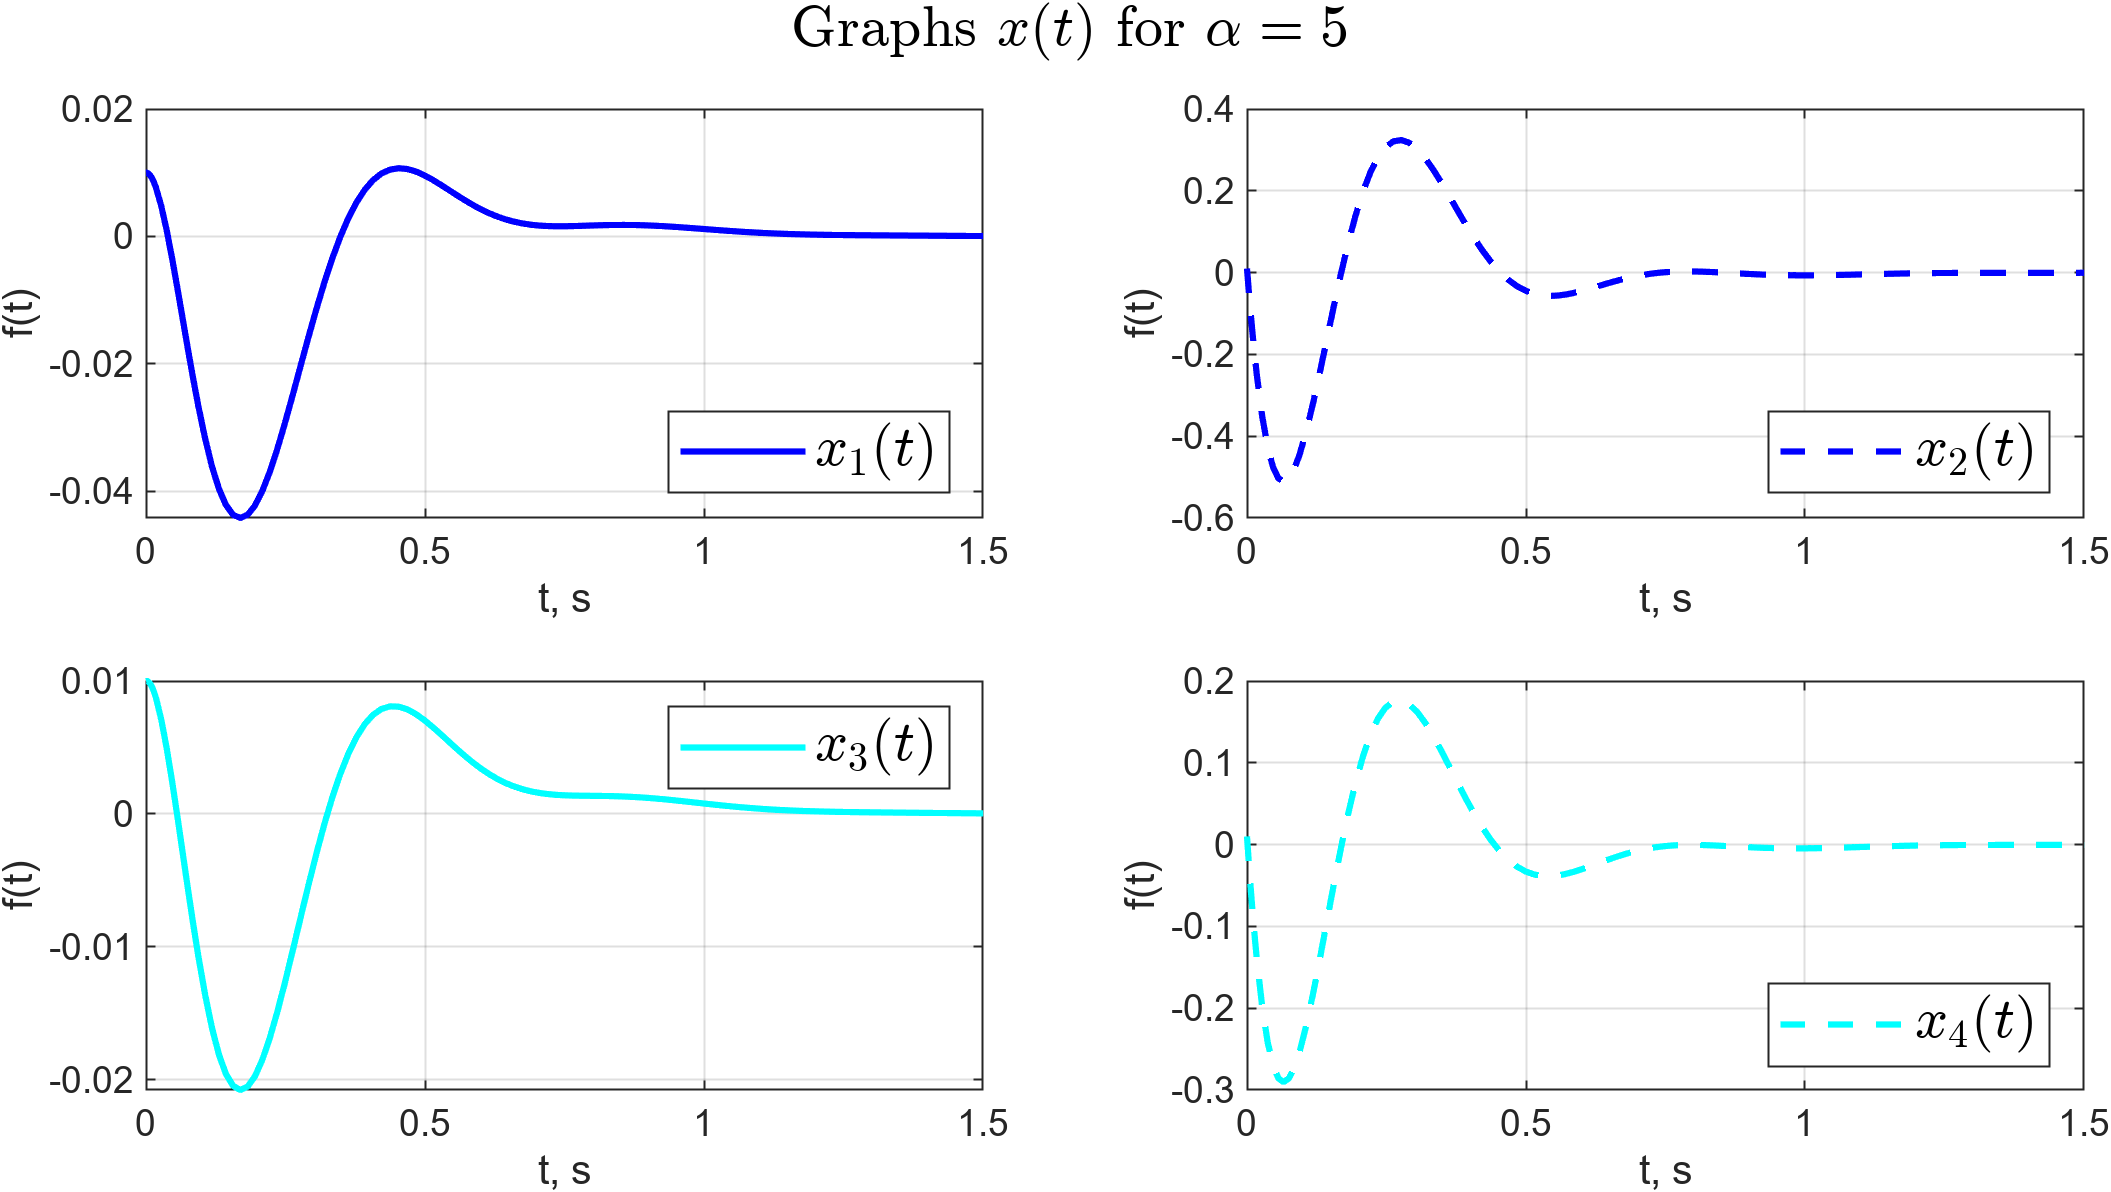 Graphs x(t) for α = 5
0.02
0
-0.02
-0.04
f(t)
0 0.5 1 1.5
t, s
x₁(t)
0.4
0.2
0
-0.2
-0.4
-0.6
f(t)
0 0.5 1 1.5
t, s
x₂(t)
0.01
0
-0.01
-0.02
f(t)
0 0.5 1 1.5
t, s
x₃(t)
0.2
0.1
0
-0.1
-0.2
-0.3
f(t)
0 0.5 1 1.5
t, s
x₄(t)